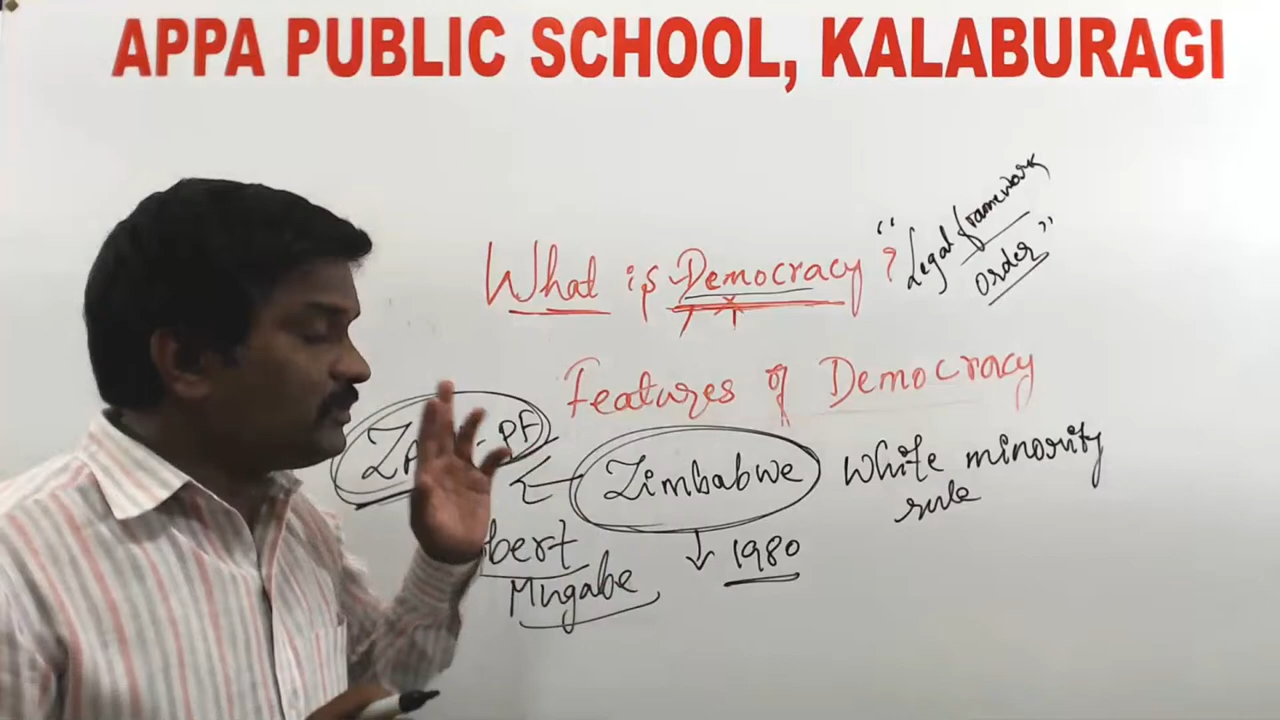 APPA PUBLIC SCHOOL, KALABURAGI
What is Democracy ?
“Legal framework
order”
Features of Democracy
PF
Zimbabwe
White minority
rule
1980
Mugabe